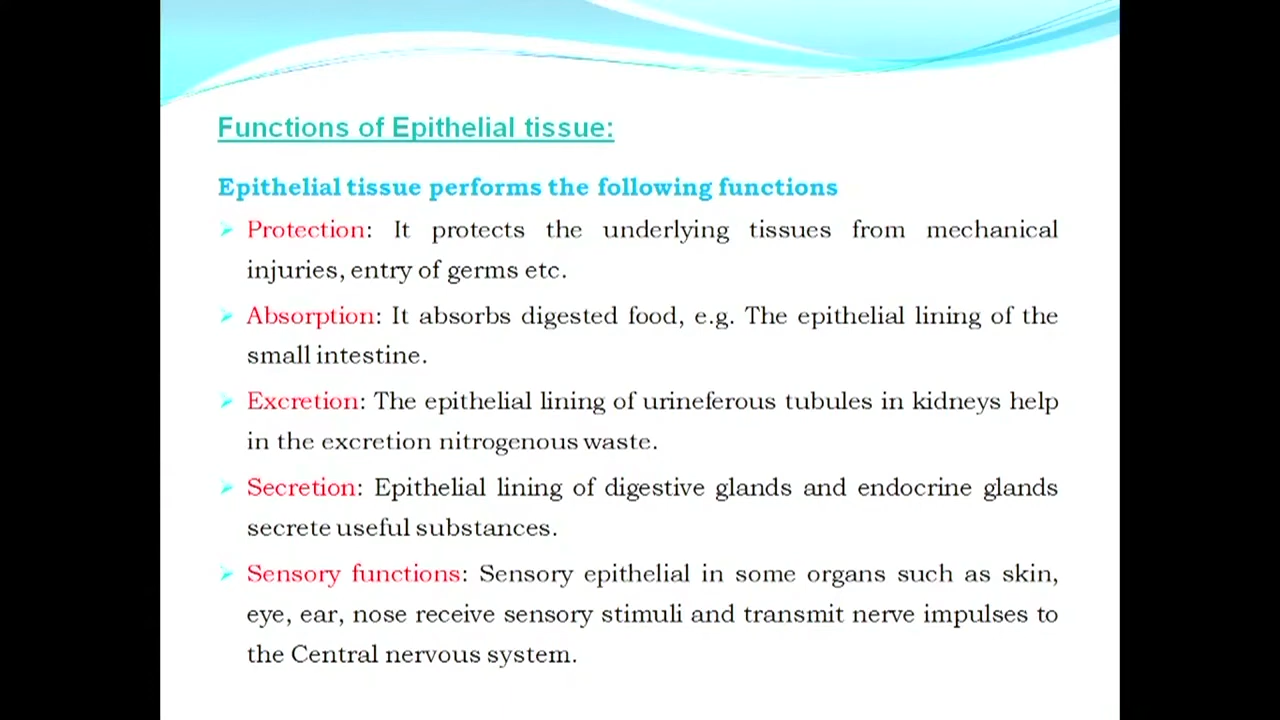 Functions of Epithelial tissue:
Epithelial tissue performs the following functions
Protection: It protects the underlying tissues from mechanical
injuries, entry of germs etc.
Absorption: It absorbs digested food, e.g. The epithelial lining of the
small intestine.
Excretion: The epithelial lining of urineferous tubules in kidneys help
in the excretion nitrogenous waste.
Secretion: Epithelial lining of digestive glands and endocrine glands
secrete useful substances.
Sensory functions: Sensory epithelial in some organs such as skin,
eye, ear, nose receive sensory stimuli and transmit nerve impulses to
the Central nervous system.